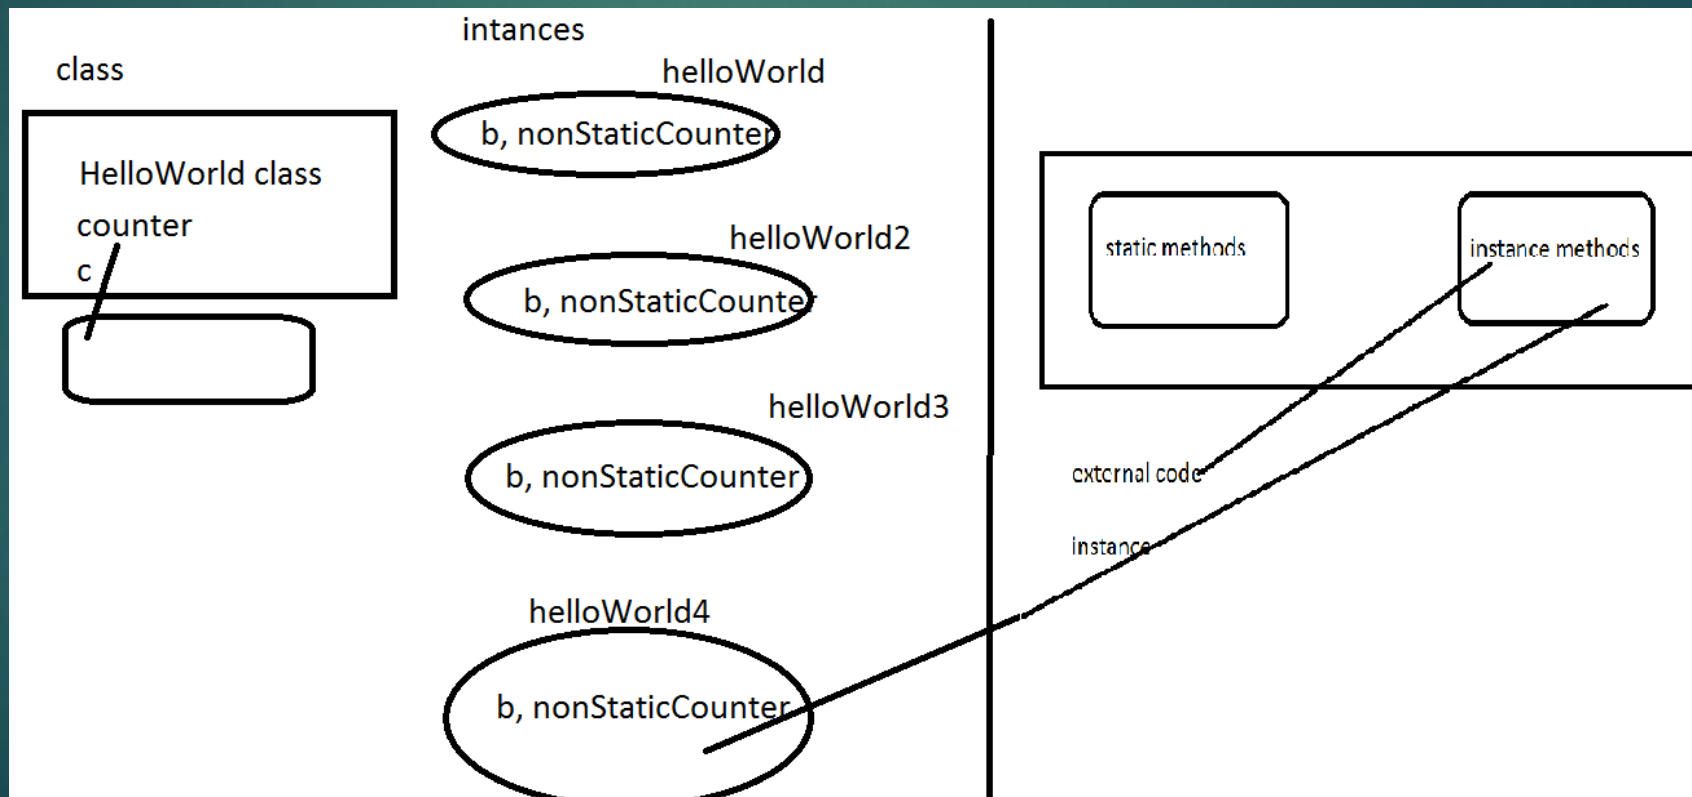 class
HelloWorld class
counter
c
intances
helloWorld
b, nonStaticCounter
helloWorld2
b, nonStaticCounter
helloWorld3
b, nonStaticCounter
helloWorld4
b, nonStaticCounter
static methods
instance methods
external code
instance